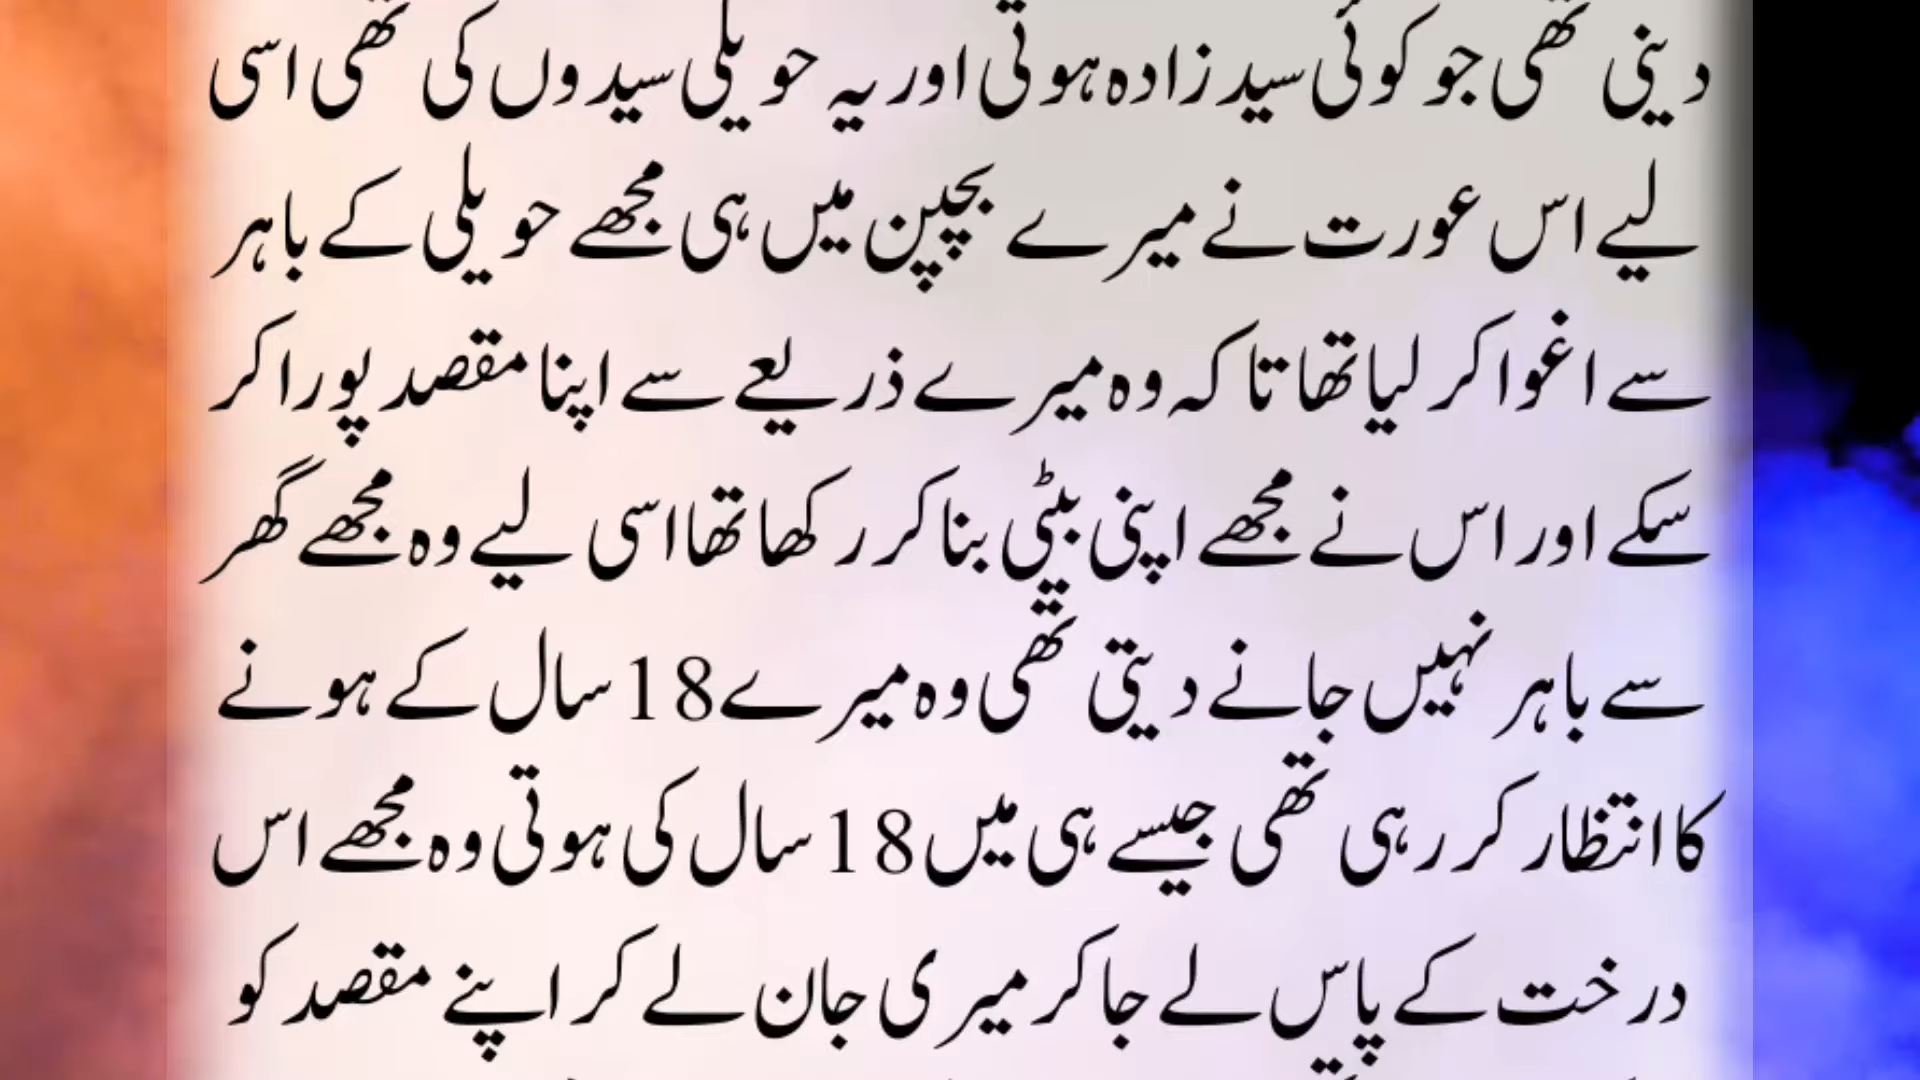 دینی تھی جو کوئی سید زادہ ہوتی اور یہ حویلی سیدوں کی تھی اسی
لیے اس عورت نے میرے بچپن میں ہی مجھے حویلی کے باہر
سے اغوا کر لیا تھا تا کہ وہ میرے ذریعے سے اپنا مقصد پورا کر
سکے اور اس نے مجھے اپنی بیٹی بنا کر رکھا تھا اسی لیے وہ مجھے گھر
سے باہر نہیں جانے دیتی تھی وہ میرے 18 سال کے ہونے
کا انتظار کر رہی تھی جیسے ہی میں 18 سال کی ہوتی وہ مجھے اس
درخت کے پاس لے جا کر میری جان لے کر اپنے مقصد کو